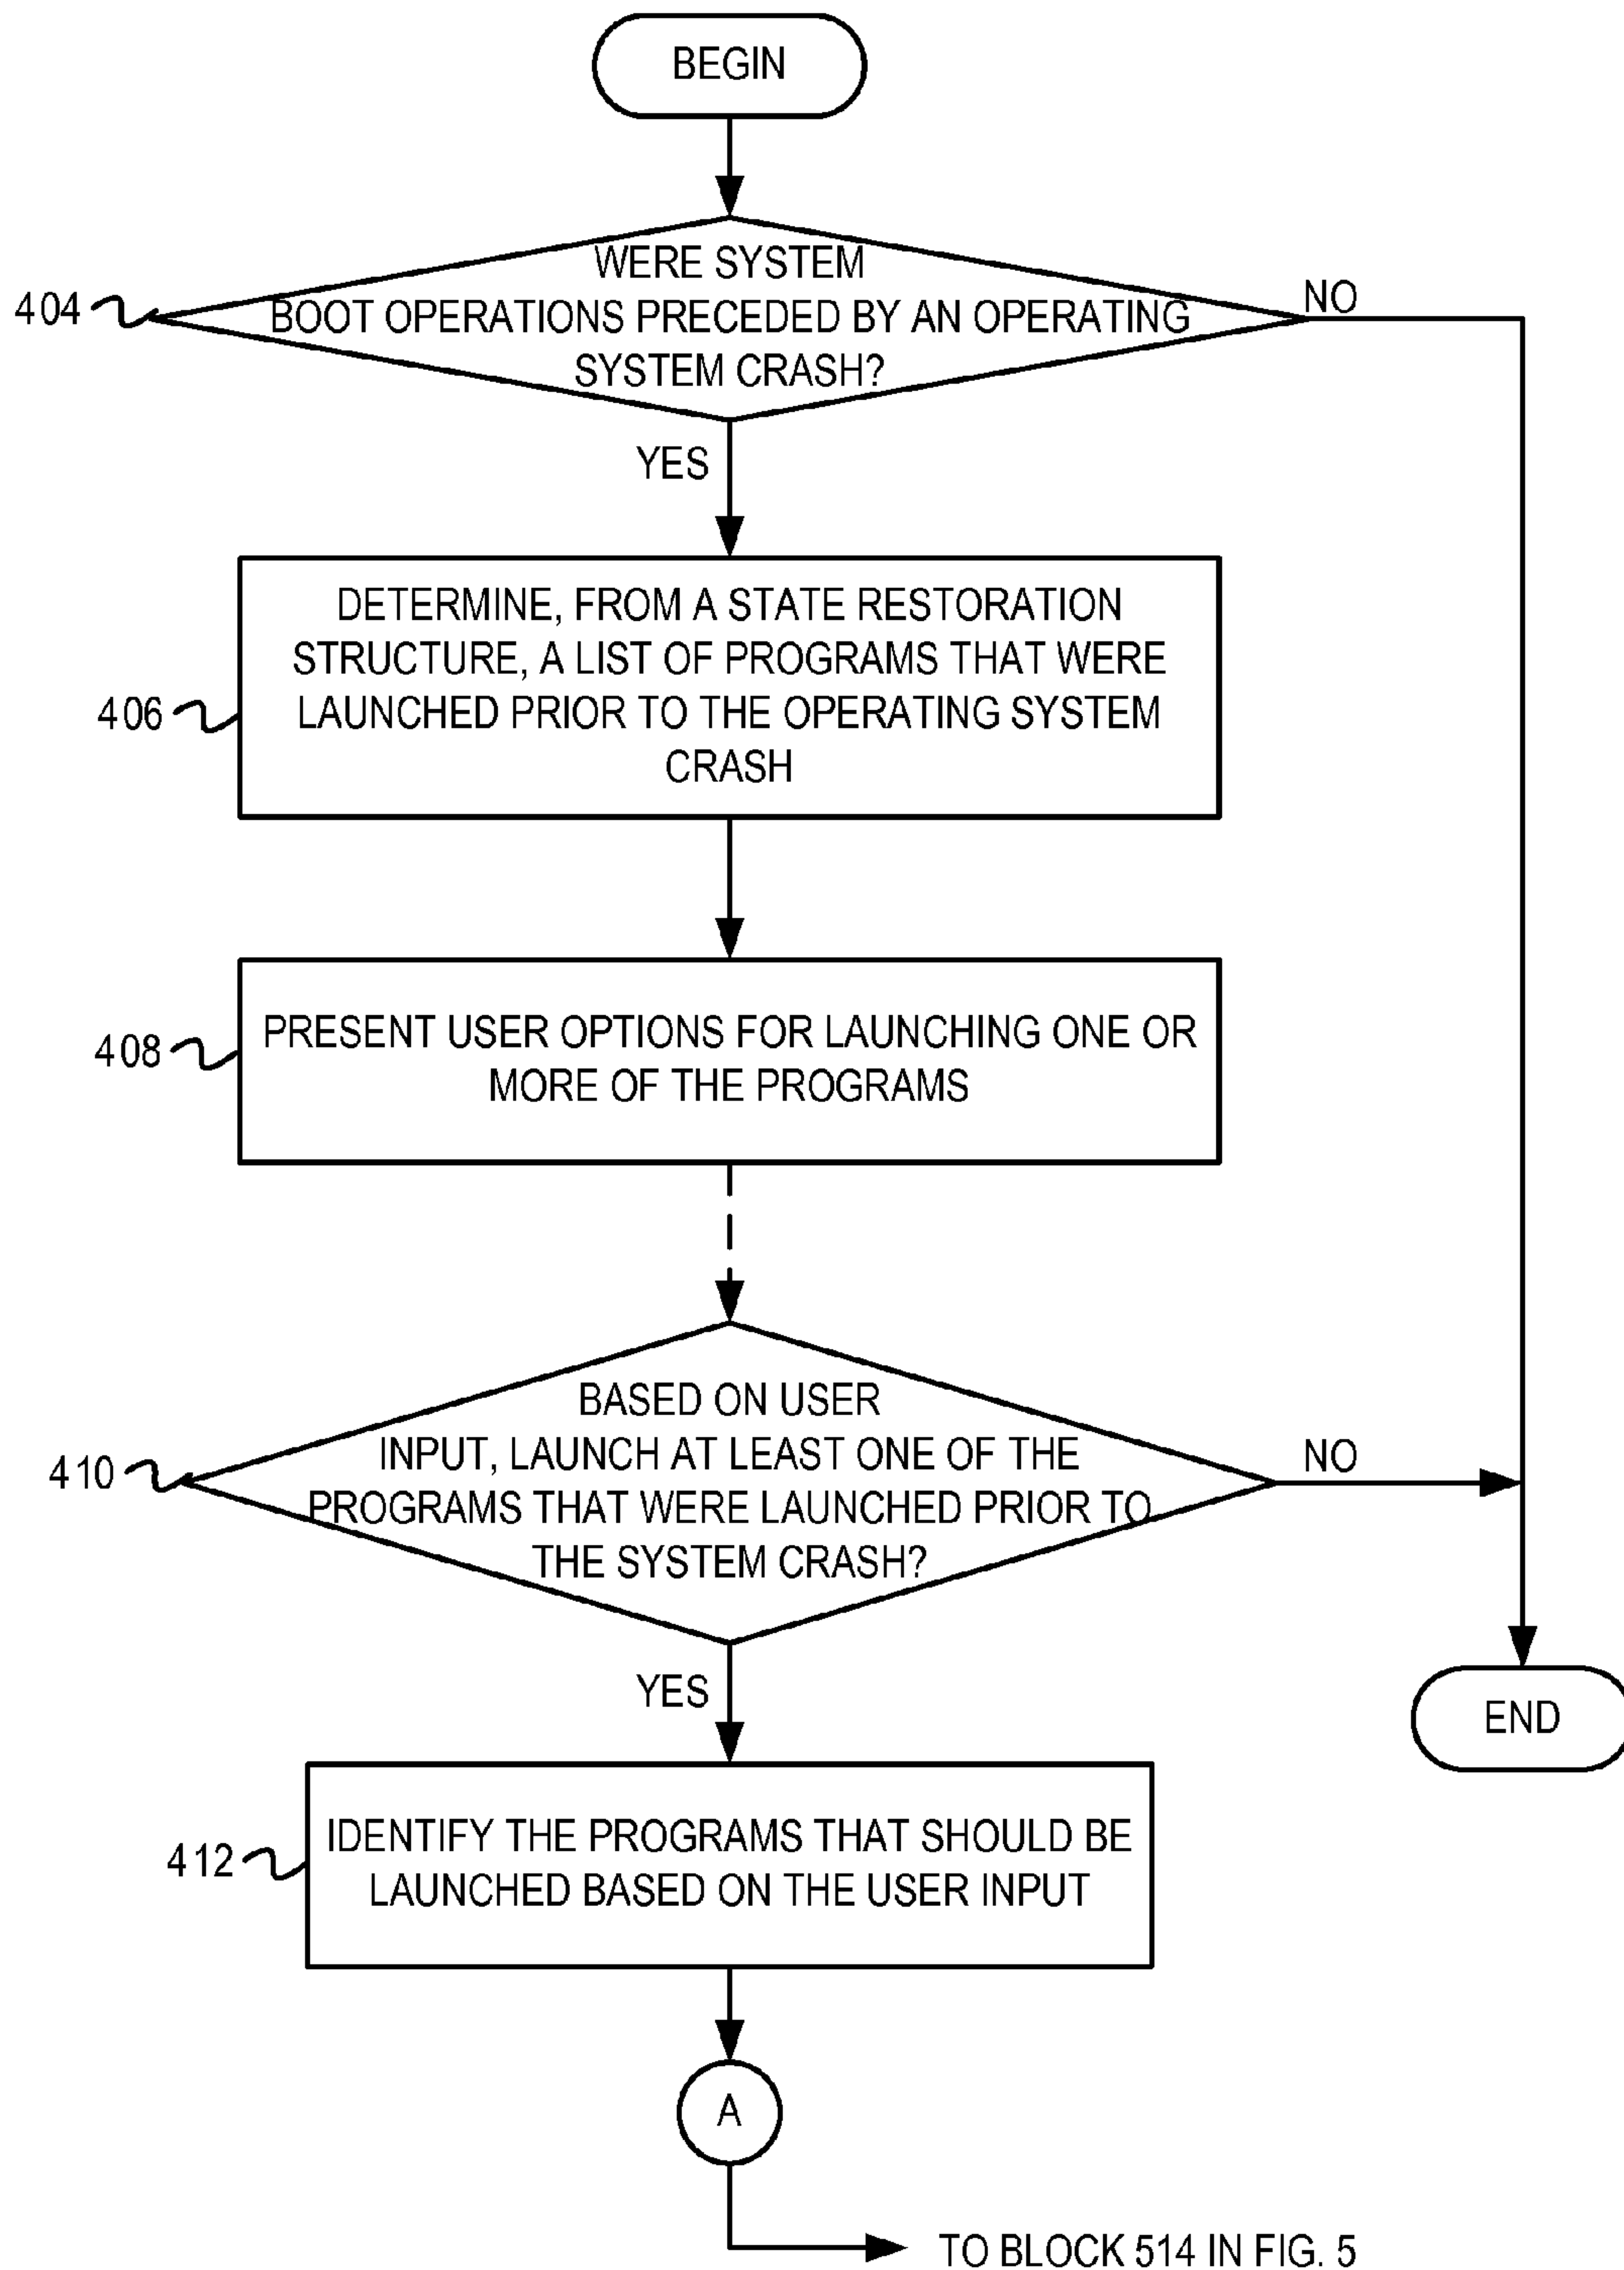 BEGIN
WERE SYSTEM
BOOT OPERATIONS PRECEDED BY AN OPERATING
SYSTEM CRASH?
404
NO
YES
DETERMINE, FROM A STATE RESTORATION
STRUCTURE, A LIST OF PROGRAMS THAT WERE
LAUNCHED PRIOR TO THE OPERATING SYSTEM
CRASH
406
PRESENT USER OPTIONS FOR LAUNCHING ONE OR
MORE OF THE PROGRAMS
408
BASED ON USER
INPUT, LAUNCH AT LEAST ONE OF THE
PROGRAMS THAT WERE LAUNCHED PRIOR TO
THE SYSTEM CRASH?
410
NO
YES
END
IDENTIFY THE PROGRAMS THAT SHOULD BE
LAUNCHED BASED ON THE USER INPUT
412
A
TO BLOCK 514 IN FIG. 5